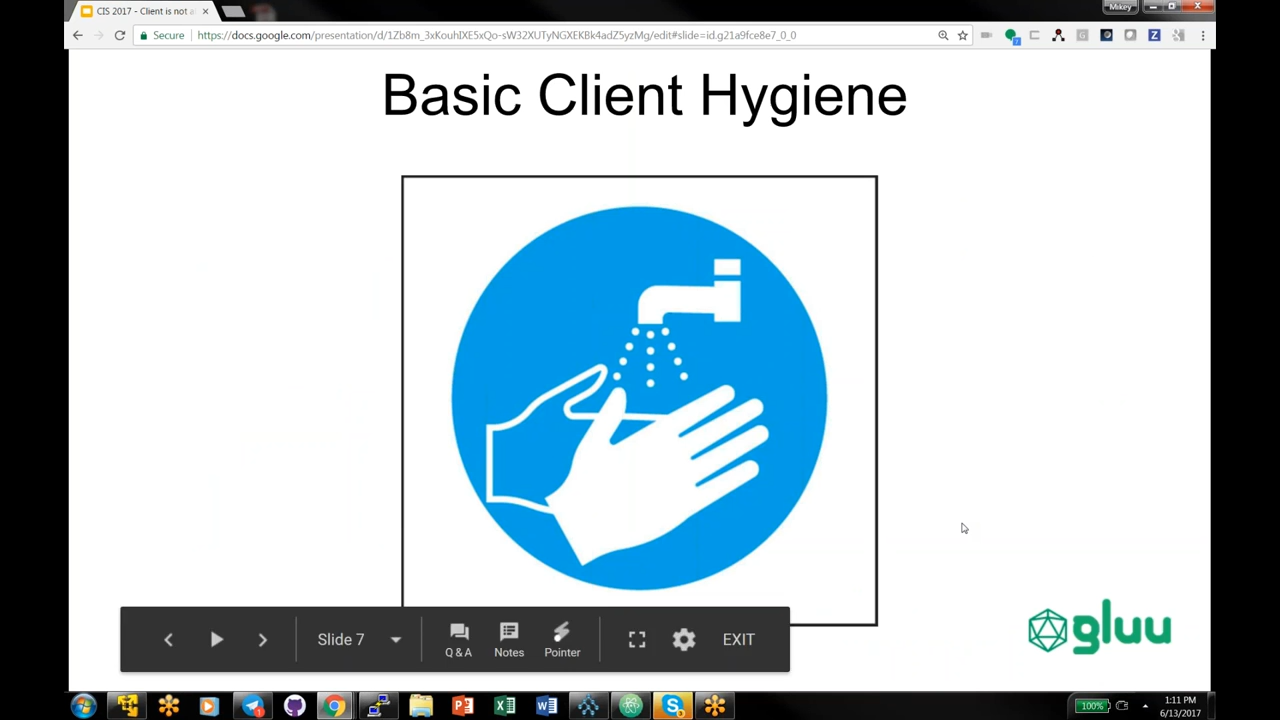 CIS 2017 - Client is not a
Mikey
Secure
https://docs.google.com/presentation/d/1Zb8m_3xKouhIXE5xQo-sW32XUTyNGXEKBk4adZ5yzMg/edit#slide=id.g21a9fce8e7_0_0
Basic Client Hygiene
Slide 7
Q & A
Notes
Pointer
EXIT
gluu
100%
1:11 PM
6/13/2017